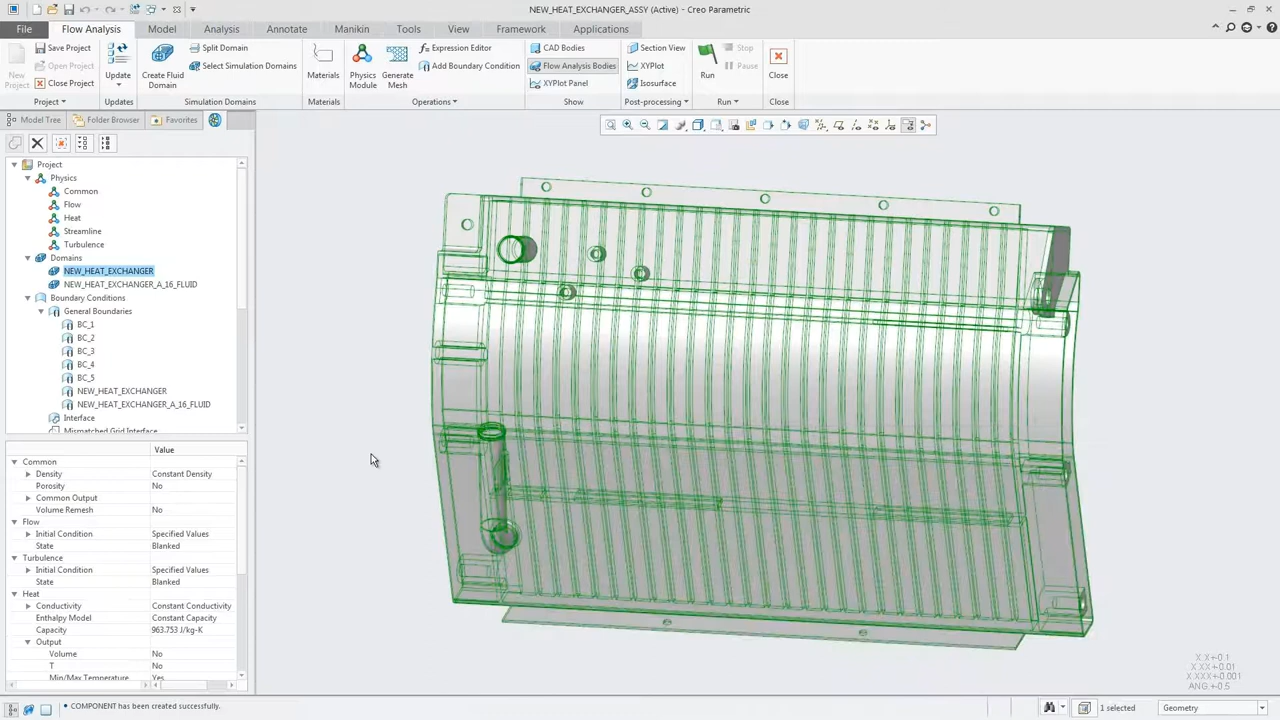 NEW_HEAT_EXCHANGER_ASSY (Active) - Creo Parametric
File Flow Analysis Model Analysis Annotate Manikin Tools View Framework Applications
New Project
Save Project
Open Project
Close Project
Project
Update
Updates
Create Fluid Domain
Split Domain
Select Simulation Domains
Simulation Domains
Materials
Materials
Physics Module
Generate Mesh
Expression Editor
Add Boundary Condition
Operations
CAD Bodies
Flow Analysis Bodies
XYPlot Panel
Show
Section View
XYPlot
Isosurface
Post-processing
Run
Stop
Pause
Run
Close
Close
Model Tree Folder Browser Favorites
Project
Physics
Common
Flow
Heat
Streamline
Turbulence
Domains
NEW_HEAT_EXCHANGER
NEW_HEAT_EXCHANGER_A_16_FLUID
Boundary Conditions
General Boundaries
BC_1
BC_2
BC_3
BC_4
BC_5
NEW_HEAT_EXCHANGER
NEW_HEAT_EXCHANGER_A_16_FLUID
Interface
Mismatched Grid Interface
Value
Common
Density Constant Density
Porosity No
Common Output
Volume Remesh No
Flow
Initial Condition Specified Values
State Blanked
Turbulence
Initial Condition Specified Values
State Blanked
Heat
Conductivity Constant Conductivity
Enthalpy Model Constant Capacity
Capacity 963.753 J/kg-K
Output
Volume No
T No
Min/Max Temperature Yes
X.X+-0.1
X.XX+-0.01
X.XXX+-0.001
ANG.+-0.5
• COMPONENT has been created successfully.
1 selected
Geometry